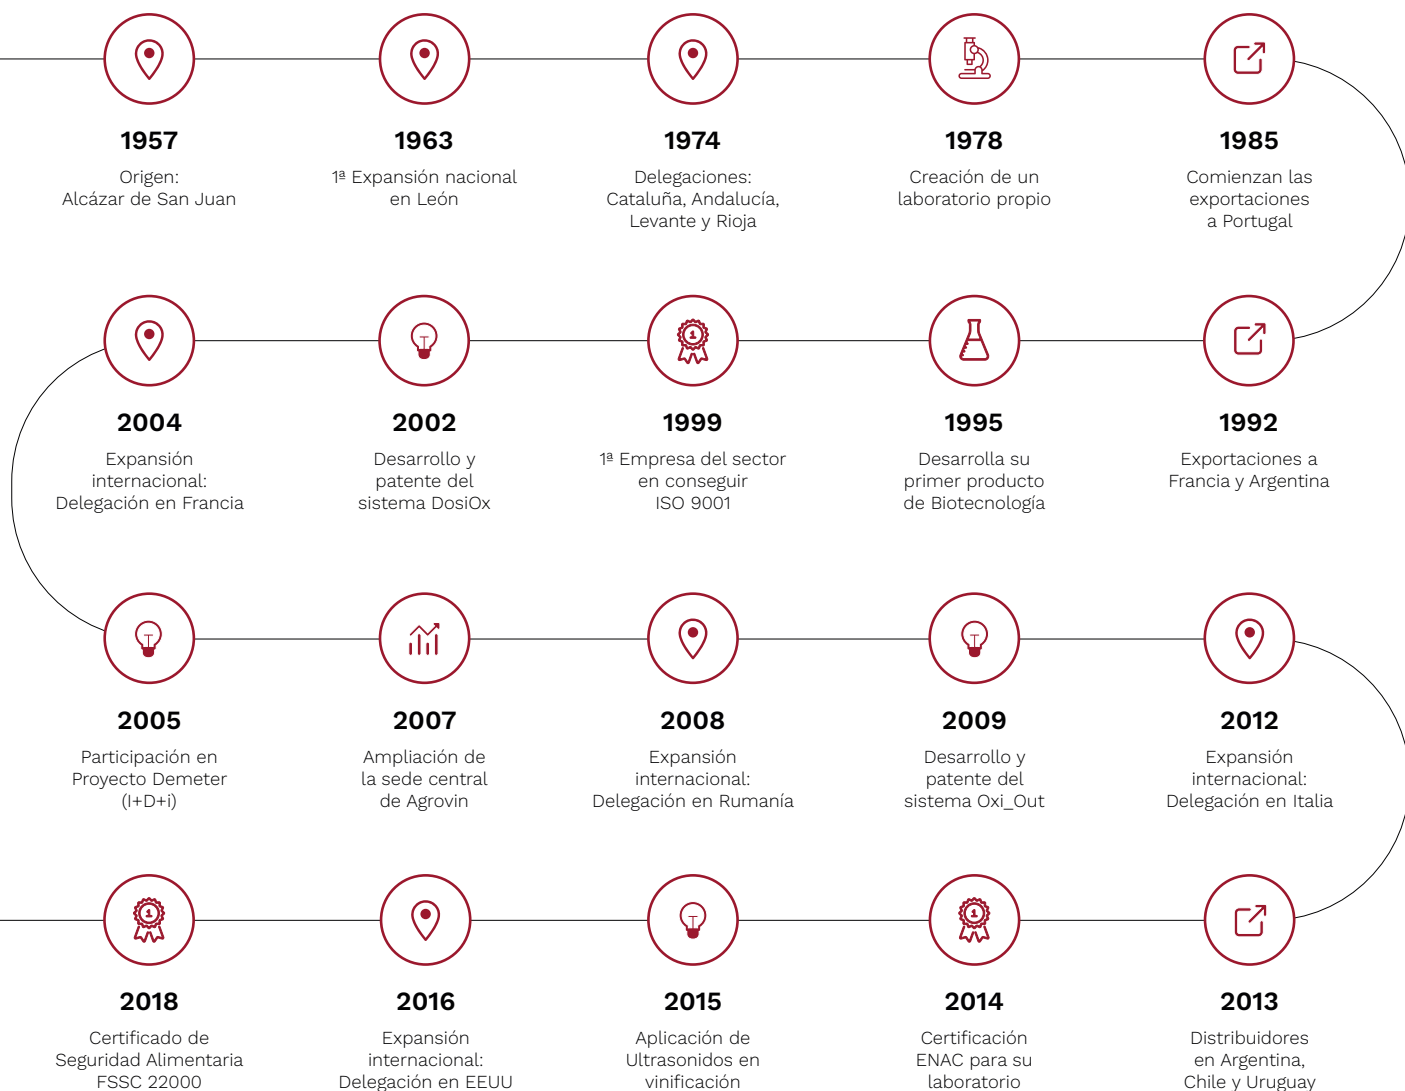 1957
Origen:
Alcázar de San Juan
1963
1ª Expansión nacional
en León
1974
Delegaciones:
Cataluña, Andalucía,
Levante y Rioja
1978
Creación de un
laboratorio propio
1985
Comienzan las
exportaciones
a Portugal
1992
Exportaciones a
Francia y Argentina
1995
Desarrolla su
primer producto
de Biotecnología
1999
1ª Empresa del sector
en conseguir
ISO 9001
2002
Desarrollo y
patente del
sistema DosiOx
2004
Expansión
internacional:
Delegación en Francia
2005
Participación en
Proyecto Demeter
(I+D+i)
2007
Ampliación de
la sede central
de Agrovin
2008
Expansión
internacional:
Delegación en Rumanía
2009
Desarrollo y
patente del
sistema Oxi_Out
2012
Expansión
internacional:
Delegación en Italia
2013
Distribuidores
en Argentina,
Chile y Uruguay
2014
Certificación
ENAC para su
laboratorio
2015
Aplicación de
Ultrasonidos en
vinificación
2016
Expansión
internacional:
Delegación en EEUU
2018
Certificado de
Seguridad Alimentaria
FSSC 22000